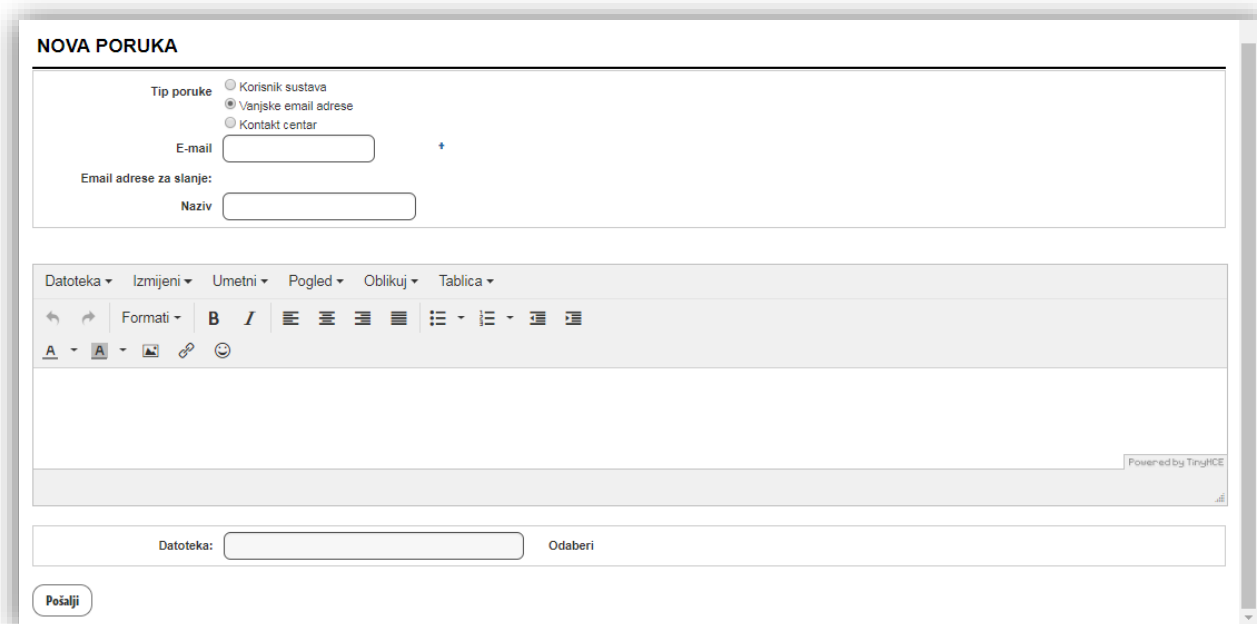 NOVA PORUKA
Tip poruke
Korisnik sustava
Vanjske email adrese
Kontakt centar
E-mail
Email adrese za slanje:
Naziv
Datoteka Izmijeni Umetni Pogled Oblikuj Tablica
Formati B I
A A
Powered by TinyMCE
Datoteka: Odaberi
Pošalji